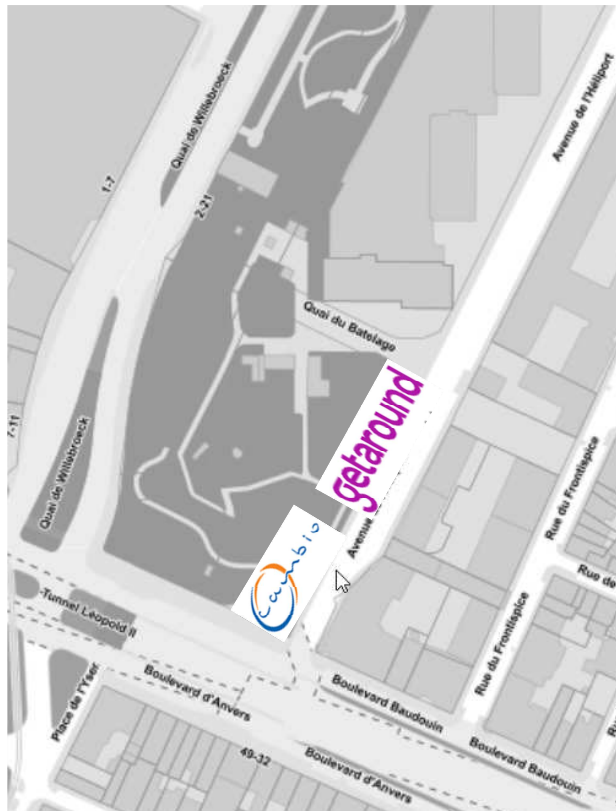 Avenue de l'Héliport
Quai de Willebroeck
1-7
2-21
Quai du Batelage
getaround
7-11
Quai de Willebroeck
cambio
Avenue
Rue du Frontispice
Rue de
Tunnel Léopold II
Rue du Frontispice
Place de l'Yser
Boulevard d'Anvers
Boulevard Baudouin
49-32
Boulevard d'Anvers
Boulevard Baudouin